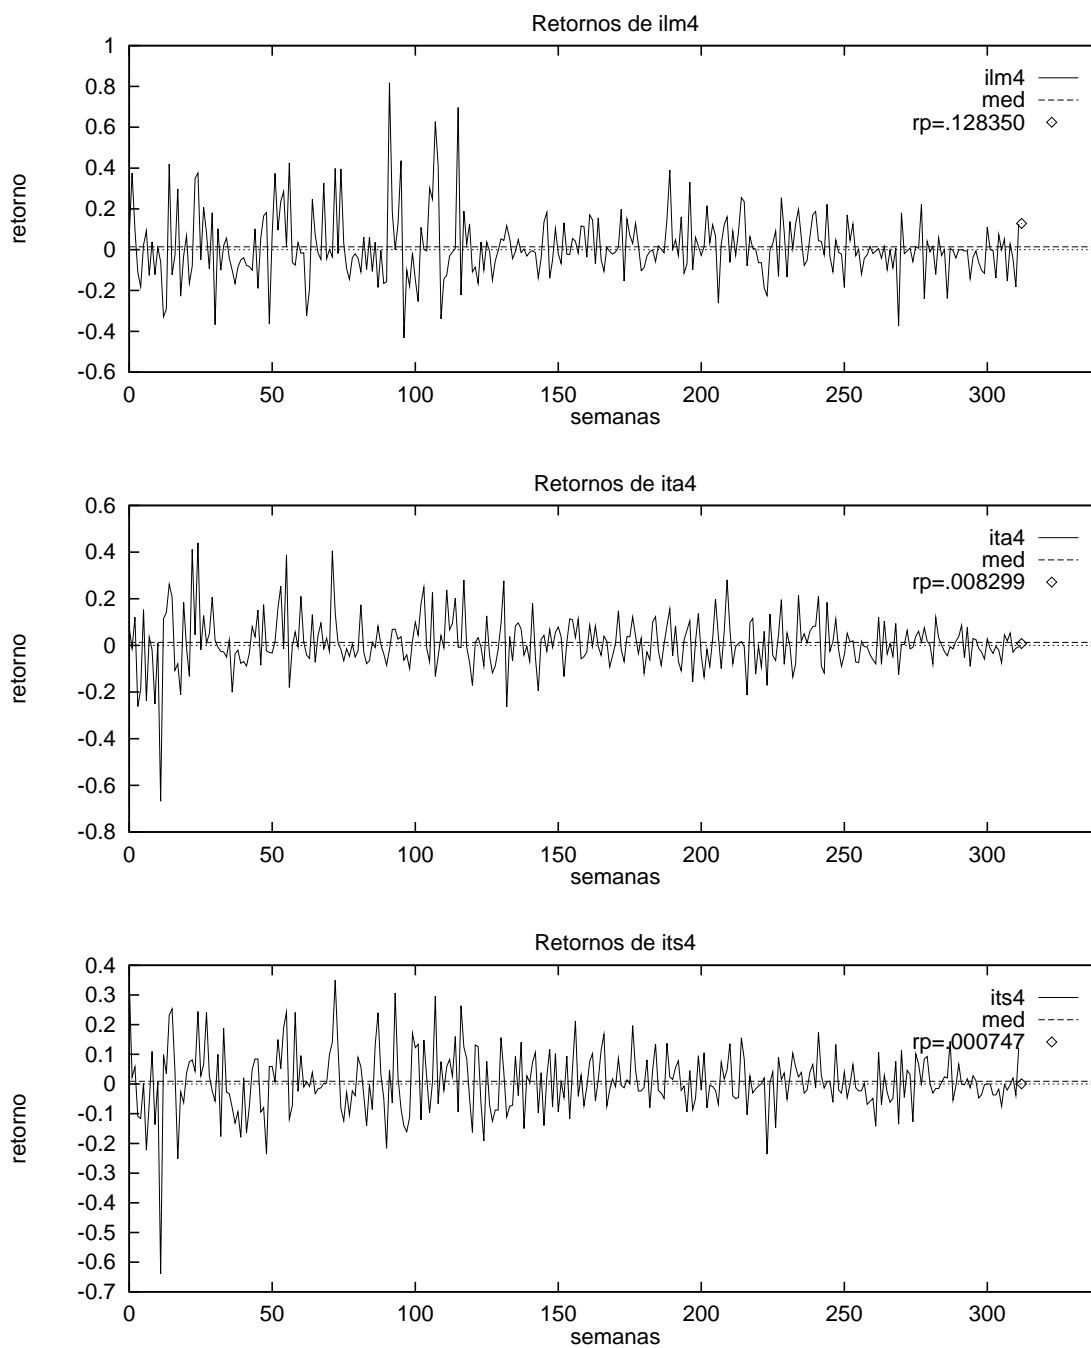 Retornos de ilm4
1
0.8
0.6
0.4
0.2
0
-0.2
-0.4
-0.6
retorno
ilm4
med
rp=.128350
0 50 100 150 200 250 300
semanas
Retornos de ita4
0.6
0.4
0.2
0
-0.2
-0.4
-0.6
-0.8
retorno
ita4
med
rp=.008299
0 50 100 150 200 250 300
semanas
Retornos de its4
0.4
0.3
0.2
0.1
0
-0.1
-0.2
-0.3
-0.4
-0.5
-0.6
-0.7
retorno
its4
med
rp=.000747
0 50 100 150 200 250 300
semanas